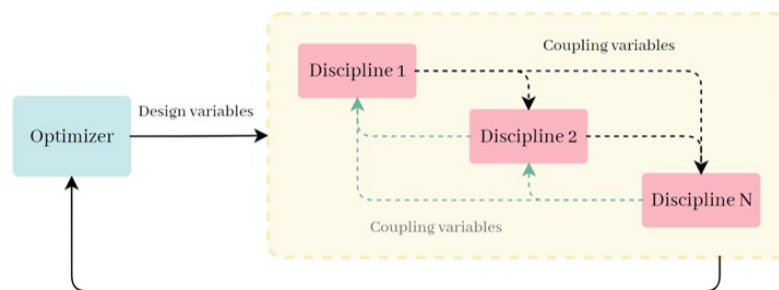 Coupling variables
Discipline 1
Design variables
Optimizer
Discipline 2
Discipline N
Coupling variables